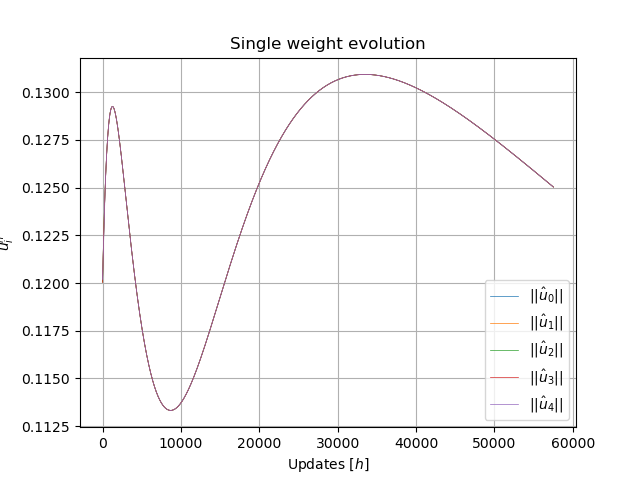 Single weight evolution
0.1300
0.1275
0.1250
0.1225
0.1200
0.1175
0.1150
0.1125
||û₀||
||û₁||
||û₂||
||û₃||
||û₄||
0 10000 20000 30000 40000 50000 60000
Updates [h]